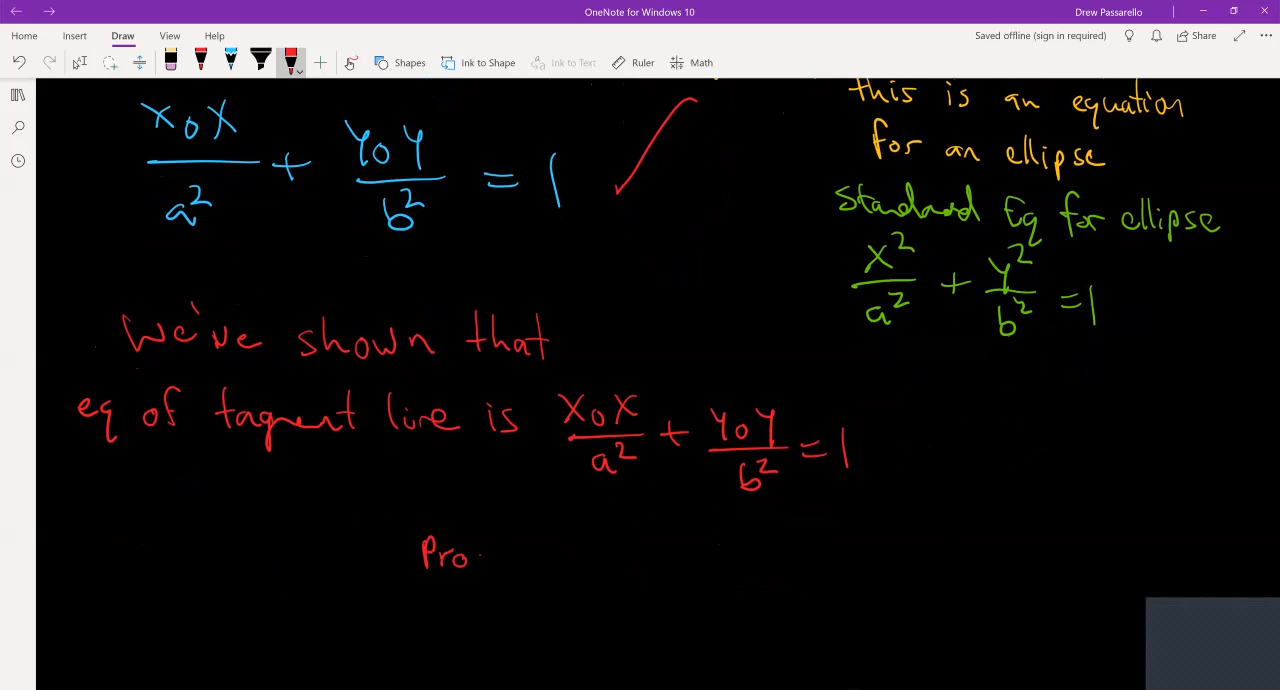 OneNote for Windows 10
Drew Passarello
Home Insert Draw View Help
Saved offline (sign in required)
Share
Shapes
Ink to Shape
Ink to Text
Ruler
Math
x₀x/a² + y₀y/b² = 1 ✓
this is an equation
for an ellipse
Standard Eq for ellipse
x²/a² + y²/b² = 1
We've shown that
eq of tagent line is x₀x/a² + y₀y/b² = 1
Pro